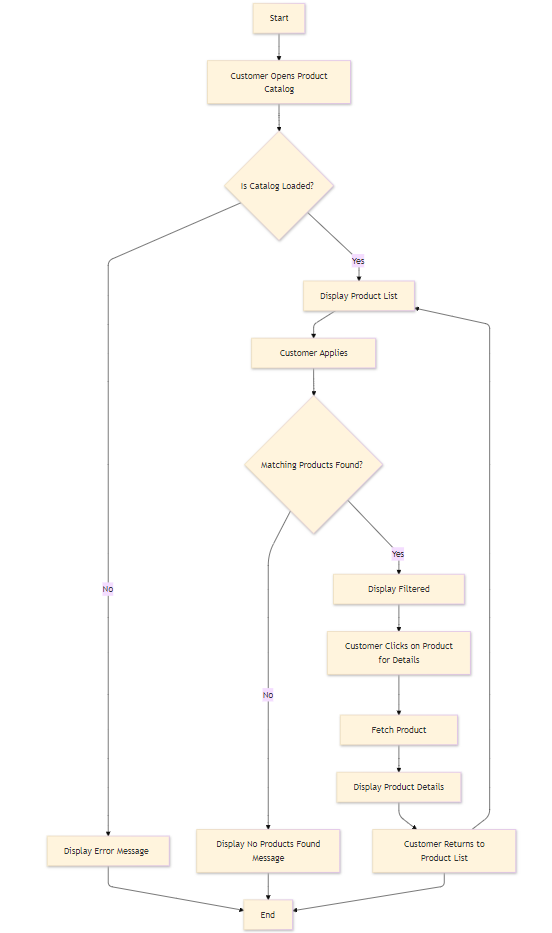 Start
Customer Opens Product
Catalog
Is Catalog Loaded?
Yes
Display Product List
Customer Applies
Matching Products Found?
Yes
Display Filtered
No
Customer Clicks on Product
for Details
No
Fetch Product
Display Product Details
Display Error Message
Display No Products Found
Message
Customer Returns to
Product List
End